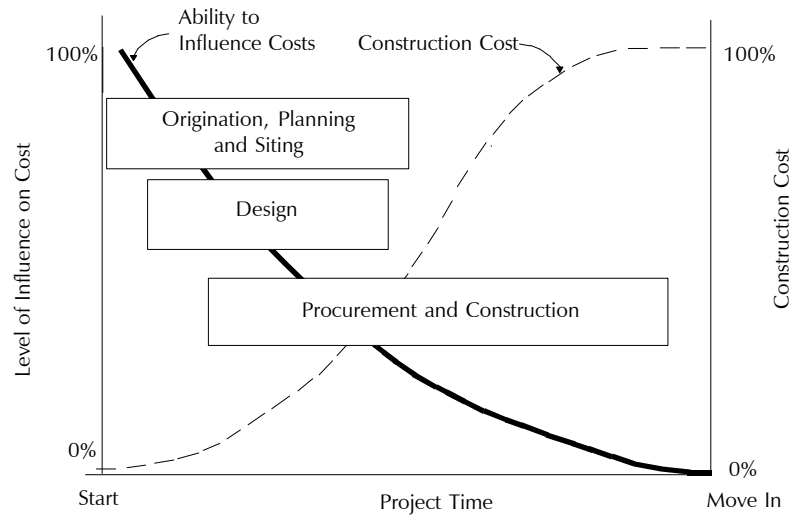 Ability to
Influence Costs
Construction Cost
100%
100%
Origination, Planning
and Siting
Design
Procurement and Construction
Level of Influence on Cost
Construction Cost
0%
0%
Start
Project Time
Move In